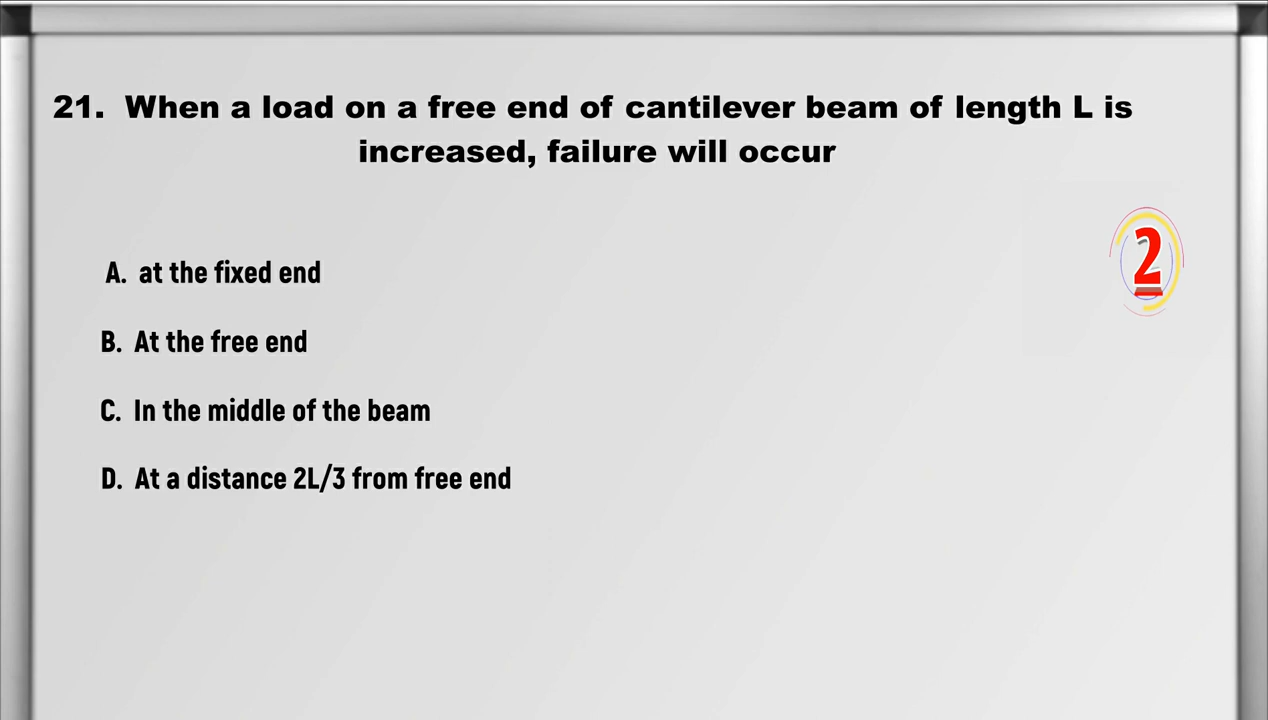 21. When a load on a free end of cantilever beam of length L is
increased, failure will occur
2
A. at the fixed end
B. At the free end
C. In the middle of the beam
D. At a distance 2L/3 from free end